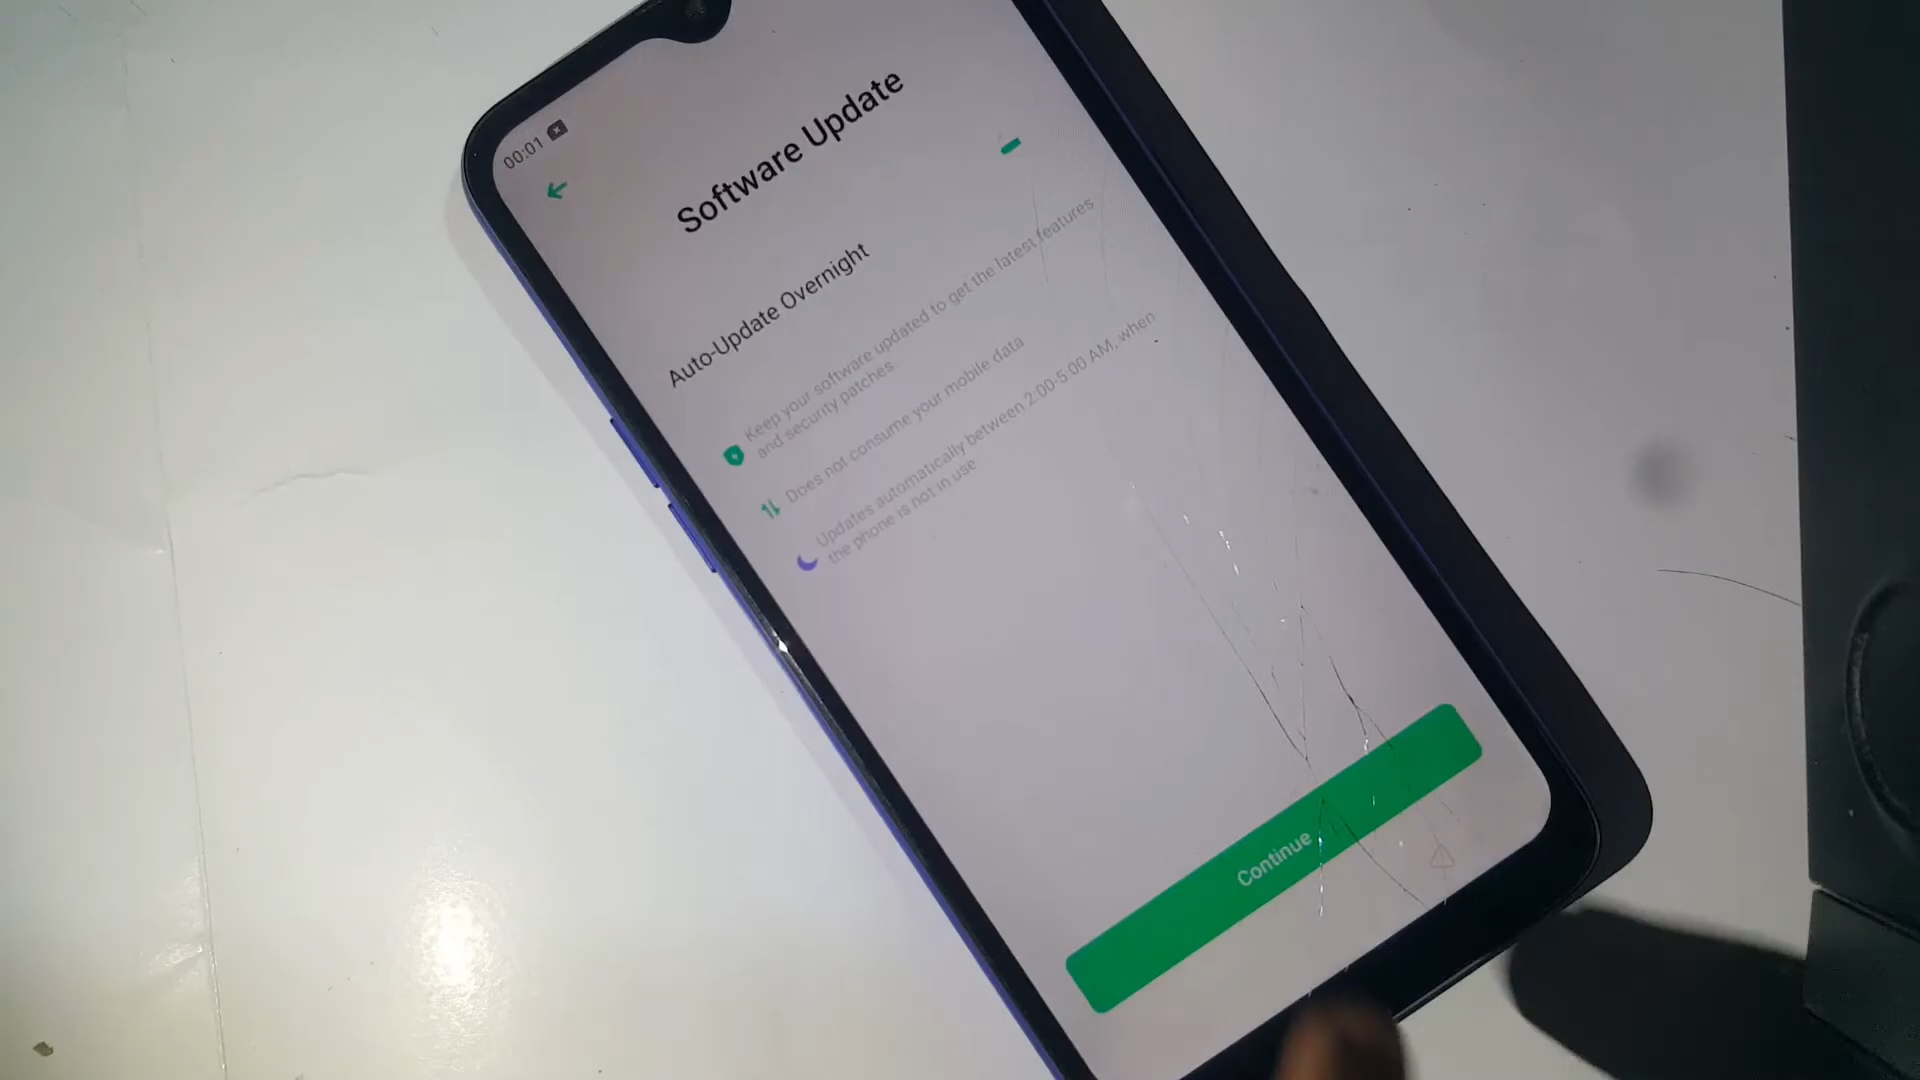 00:01
Software Update
Auto-Update Overnight
Keep your software updated to get the latest features
and security patches.
Does not consume your mobile data
Updates automatically between 2:00-5:00 AM, when
the phone is not in use
Continue